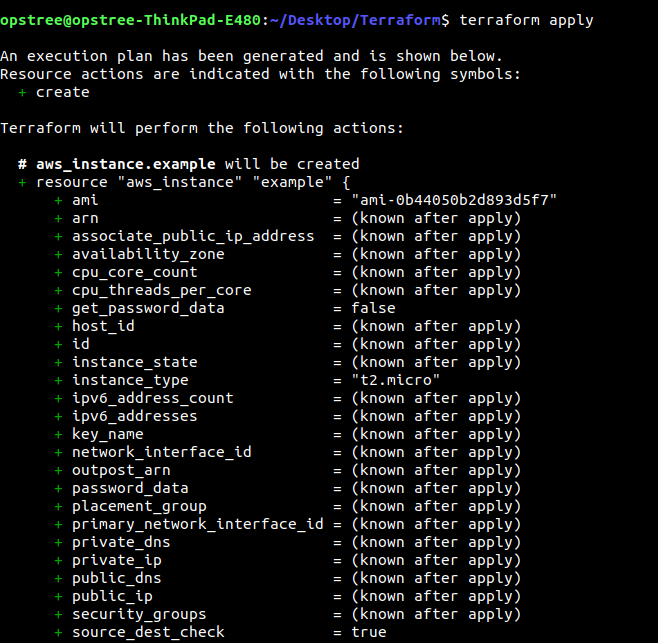 opstree@opstree-ThinkPad-E480:~/Desktop/Terraform$ terraform apply
An execution plan has been generated and is shown below.
Resource actions are indicated with the following symbols:
  + create
Terraform will perform the following actions:
  # aws_instance.example will be created
  + resource "aws_instance" "example" {
      + ami                          = "ami-0b44050b2d893d5f7"
      + arn                          = (known after apply)
      + associate_public_ip_address  = (known after apply)
      + availability_zone            = (known after apply)
      + cpu_core_count               = (known after apply)
      + cpu_threads_per_core         = (known after apply)
      + get_password_data            = false
      + host_id                      = (known after apply)
      + id                           = (known after apply)
      + instance_state               = (known after apply)
      + instance_type                = "t2.micro"
      + ipv6_address_count           = (known after apply)
      + ipv6_addresses               = (known after apply)
      + key_name                     = (known after apply)
      + network_interface_id         = (known after apply)
      + outpost_arn                  = (known after apply)
      + password_data                = (known after apply)
      + placement_group              = (known after apply)
      + primary_network_interface_id = (known after apply)
      + private_dns                  = (known after apply)
      + private_ip                   = (known after apply)
      + public_dns                   = (known after apply)
      + public_ip                    = (known after apply)
      + security_groups              = (known after apply)
      + source_dest_check            = true